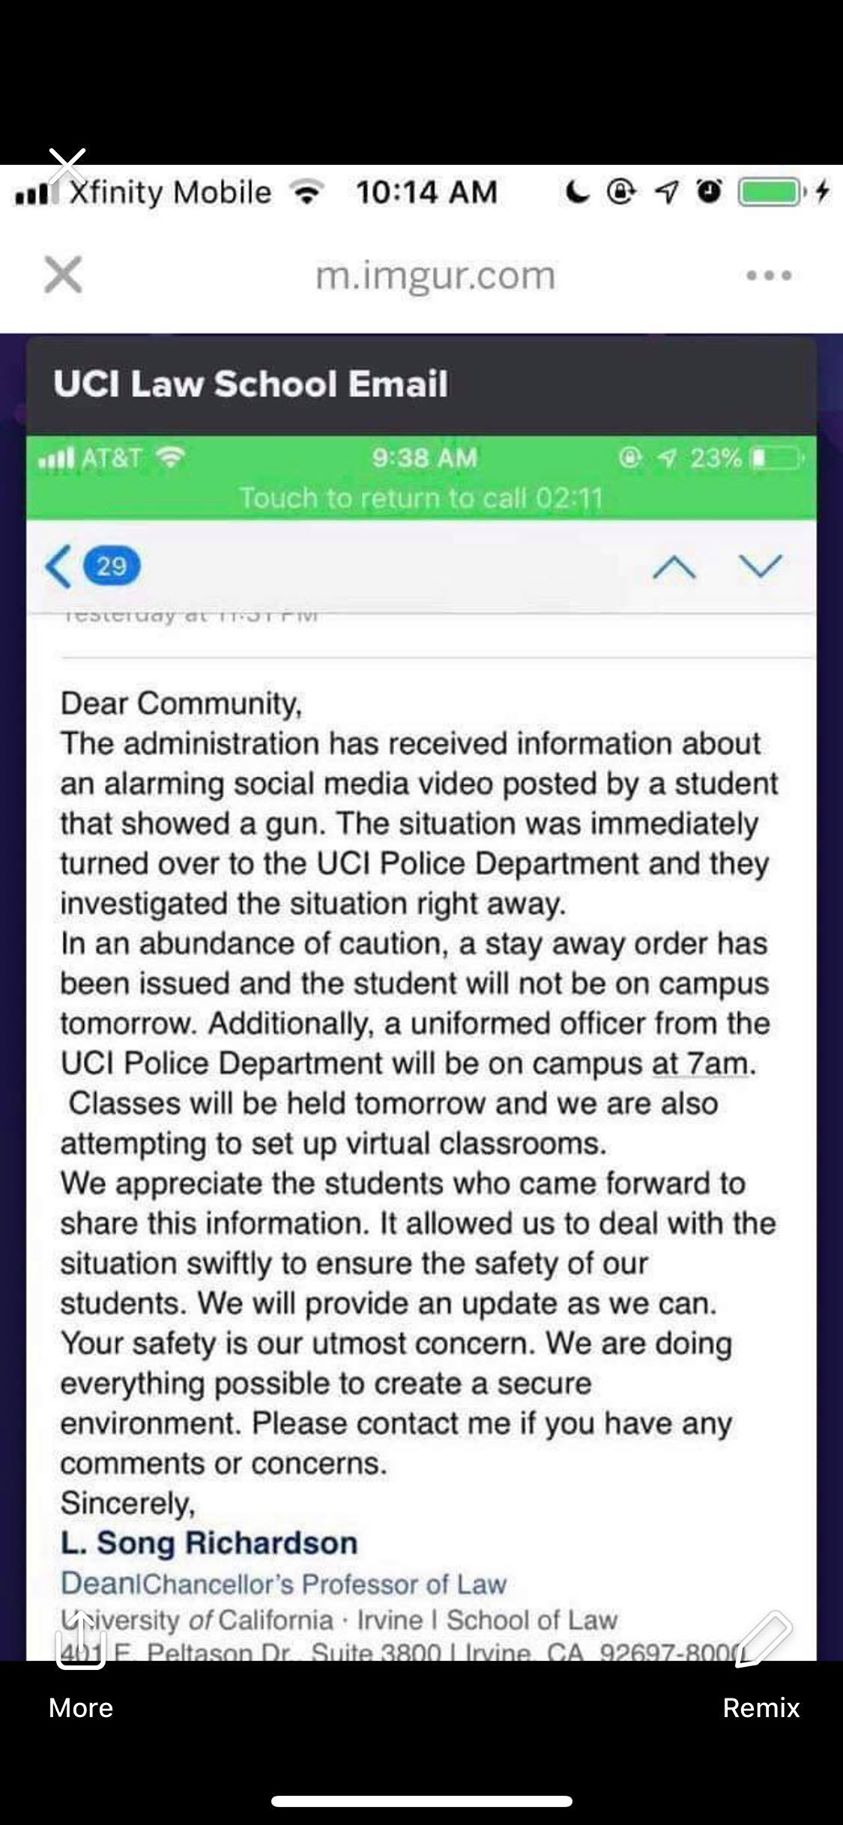 Xfinity Mobile 10:14 AM
m.imgur.com
UCI Law School Email
AT&T 9:38 AM 23%
Touch to return to call 02:11
29
Yesterday at 11:31 PM
Dear Community,
The administration has received information about
an alarming social media video posted by a student
that showed a gun. The situation was immediately
turned over to the UCI Police Department and they
investigated the situation right away.
In an abundance of caution, a stay away order has
been issued and the student will not be on campus
tomorrow. Additionally, a uniformed officer from the
UCI Police Department will be on campus at 7am.
Classes will be held tomorrow and we are also
attempting to set up virtual classrooms.
We appreciate the students who came forward to
share this information. It allowed us to deal with the
situation swiftly to ensure the safety of our
students. We will provide an update as we can.
Your safety is our utmost concern. We are doing
everything possible to create a secure
environment. Please contact me if you have any
comments or concerns.
Sincerely,
L. Song Richardson
Dean|Chancellor's Professor of Law
University of California · Irvine | School of Law
401 E. Peltason Dr., Suite 3800 | Irvine, CA 92697-8000
More Remix